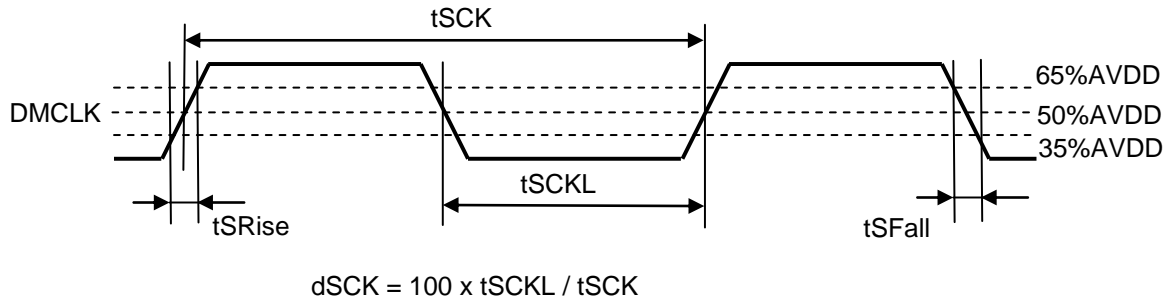 tSCK
65%AVDD
DMCLK
50%AVDD
35%AVDD
tSCKL
tSRise
tSFall
dSCK = 100 x tSCKL / tSCK